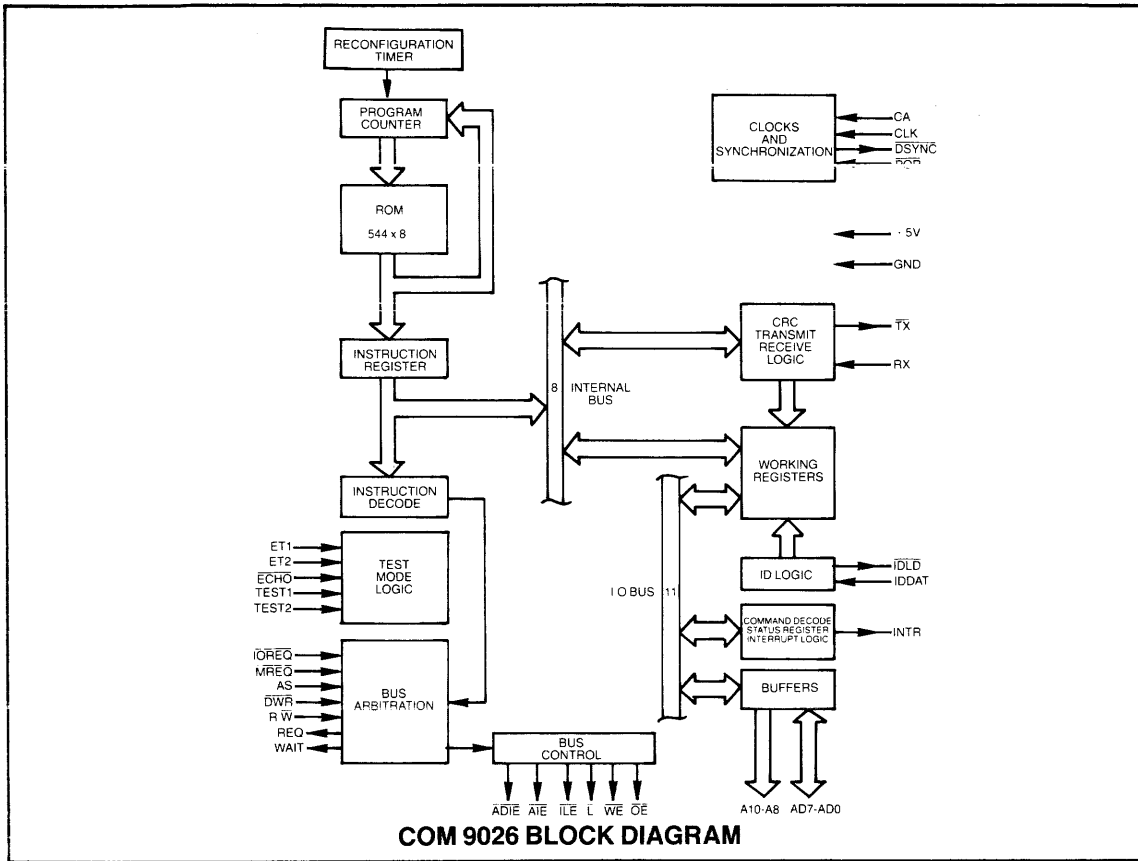 RECONFIGURATION
TIMER
PROGRAM
COUNTER
ROM
544 x 8
INSTRUCTION
REGISTER
INSTRUCTION
DECODE
ET1
ET2
ECHO
TEST1
TEST2
TEST
MODE
LOGIC
IOREQ
MREQ
AS
DWR
R W
REQ
WAIT
BUS
ARBITRATION
BUS
CONTROL
ADIE AIE ILE L WE OE
8 INTERNAL
BUS
I O BUS 11
CLOCKS
AND
SYNCHRONIZATION
CA
CLK
DSYNC
5V
GND
CRC
TRANSMIT
RECEIVE
LOGIC
TX
RX
WORKING
REGISTERS
ID LOGIC
IDLD
IDDAT
COMMAND DECODE
STATUS REGISTER
INTERRUPT LOGIC
INTR
BUFFERS
A10-A8 AD7-AD0
COM 9026 BLOCK DIAGRAM